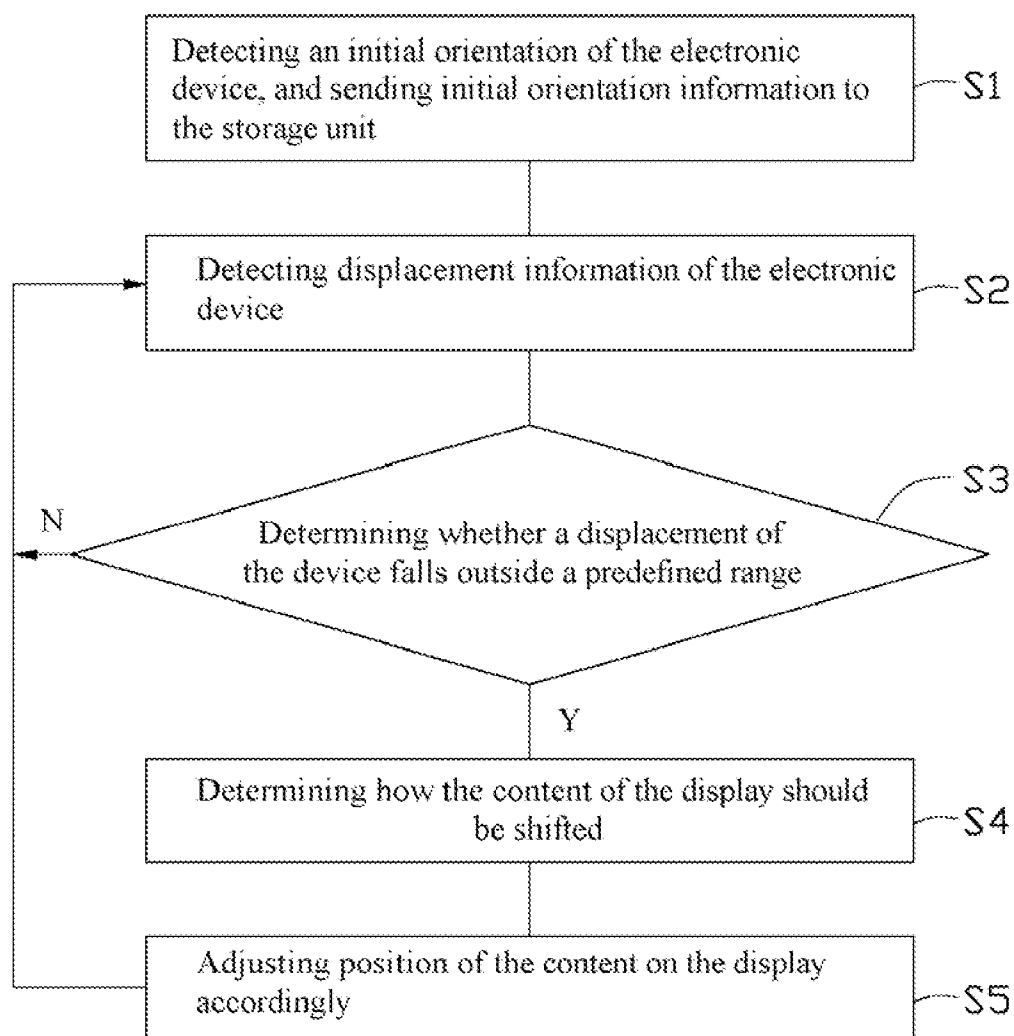 Detecting an initial orientation of the electronic
device, and sending initial orientation information to
the storage unit
S1
Detecting displacement information of the electronic
device
S2
S3
N
Determining whether a displacement of
the device falls outside a predefined range
Y
Determining how the content of the display should
be shifted
S4
Adjusting position of the content on the display
accordingly
S5